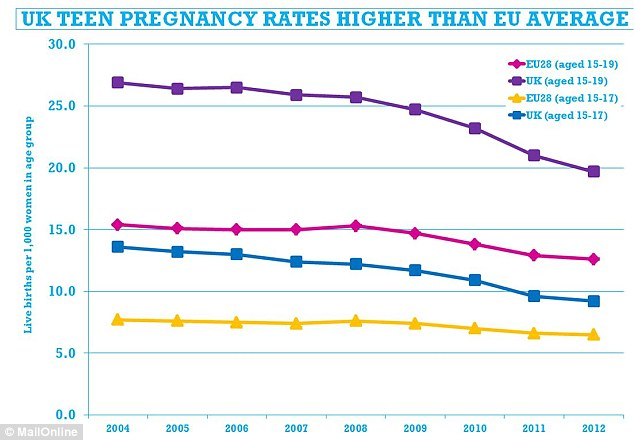 UK TEEN PREGNANCY RATES HIGHER THAN EU AVERAGE
30.0
25.0
20.0
15.0
10.0
5.0
0.0
Live births per 1,000 women in age group
EU28 (aged 15-19)
UK (aged 15-19)
EU28 (aged 15-17)
UK (aged 15-17)
2004 2005 2006 2007 2008 2009 2010 2011 2012
© MailOnline